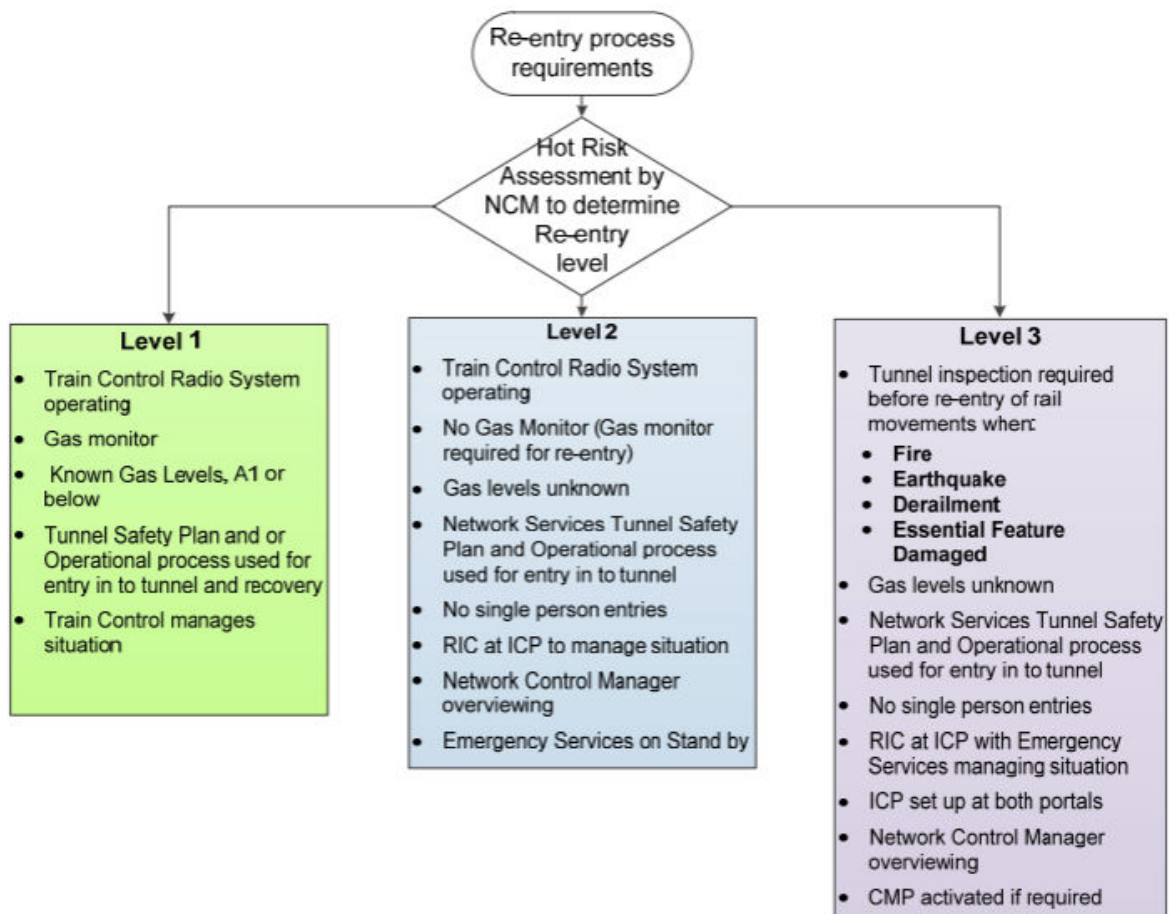 Re-entry process
requirements
Hot Risk
Assessment by
NCM to determine
Re-entry
level
Level 1
• Train Control Radio System
operating
• Gas monitor
• Known Gas Levels, A1 or
below
• Tunnel Safety Plan and or
Operational process used for
entry in to tunnel and recovery
• Train Control manages
situation
Level 2
• Train Control Radio System
operating
• No Gas Monitor (Gas monitor
required for re-entry)
• Gas levels unknown
• Network Services Tunnel Safety
Plan and Operational process
used for entry in to tunnel
• No single person entries
• RIC at ICP to manage situation
• Network Control Manager
overviewing
• Emergency Services on Stand by
Level 3
• Tunnel inspection required
before re-entry of rail
movements when:
• Fire
• Earthquake
• Derailment
• Essential Feature
Damaged
• Gas levels unknown
• Network Services Tunnel Safety
Plan and Operational process
used for entry in to tunnel
• No single person entries
• RIC at ICP with Emergency
Services managing situation
• ICP set up at both portals
• Network Control Manager
overviewing
• CMP activated if required